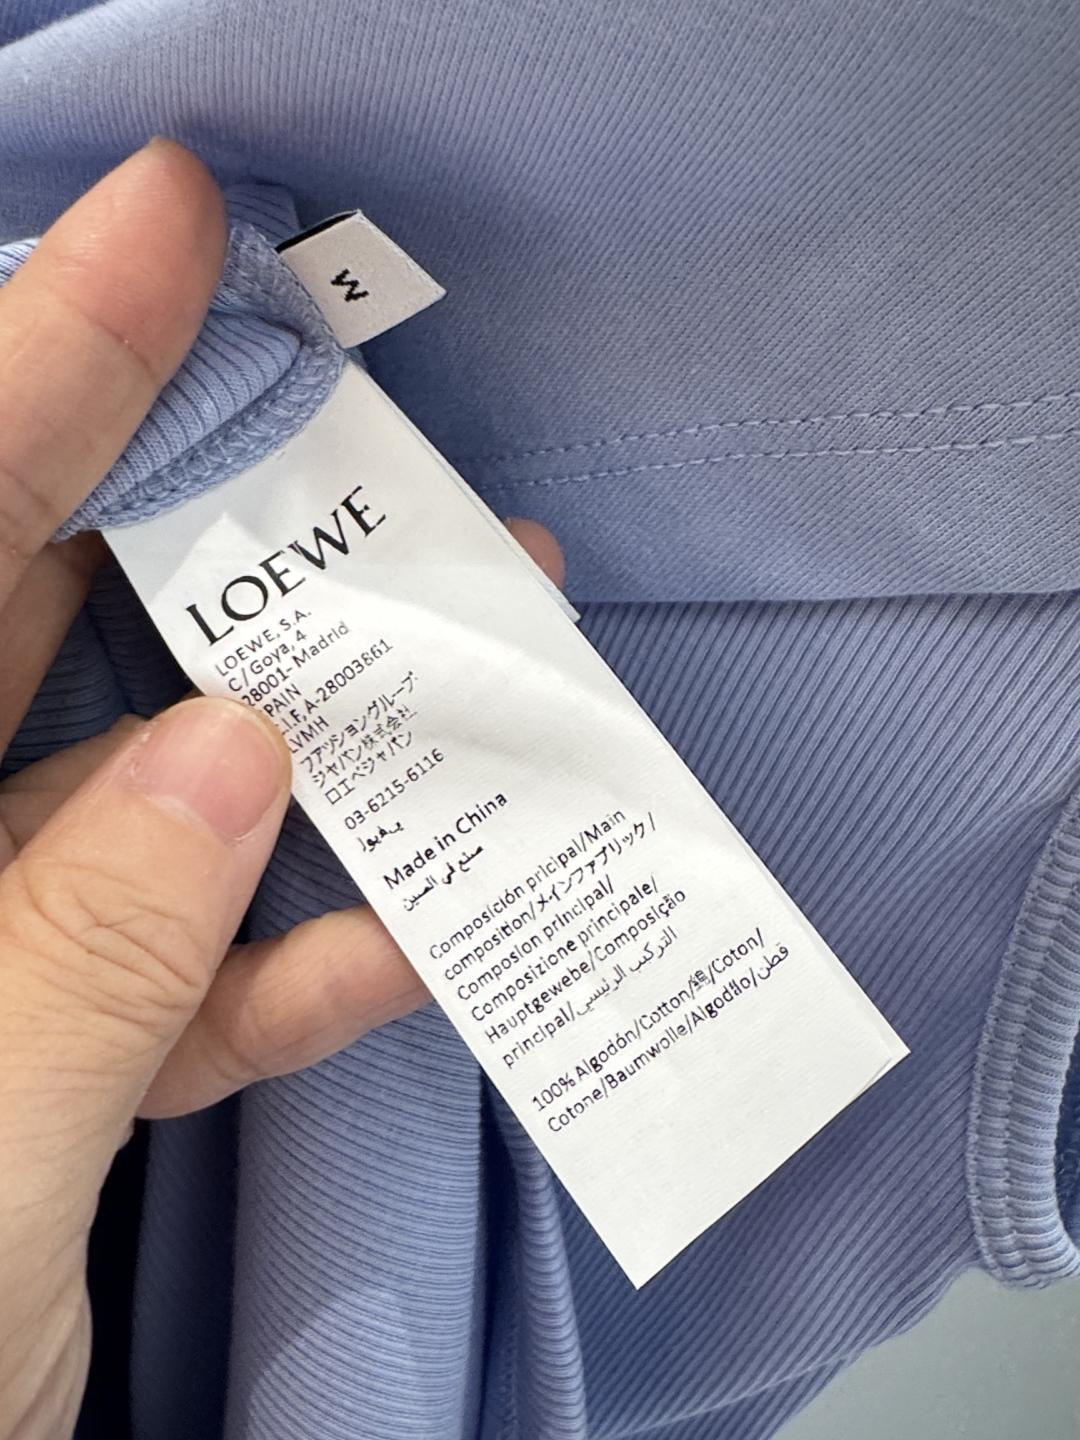 M
LOEWE
LOEWE, S.A.
C/Goya, 4
28001- Madrid
PAIN
C.I.F, A-28003861
LVMH
ファッショングループ
ジャパン株式会社
ロエベジャパン
03-6215-6116
Made in China
صنع في الصين
Composición pricipal/Main
composition/メインファブリック/
Composion principal/
Composizione principale/
Hauptgewebe/Composição
principal/التركيب الرئيسي
100% Algodón/Cotton/綿/Coton/
Cotone/Baumwolle/Algodão/قطن